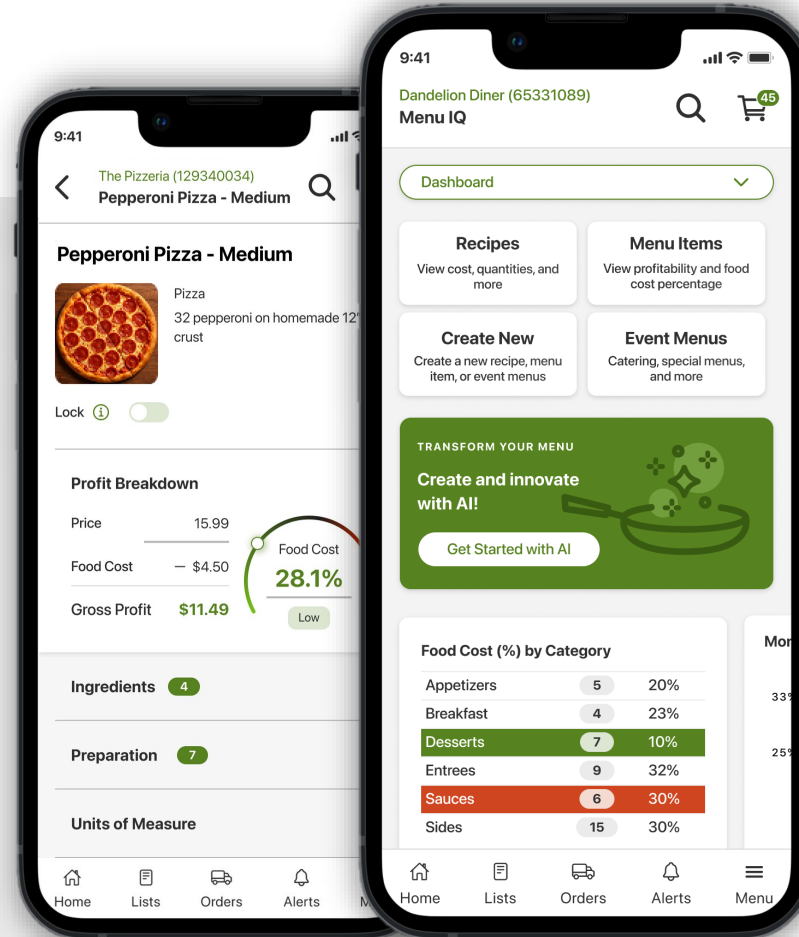 9:41
The Pizzeria (129340034)
Pepperoni Pizza - Medium
Pepperoni Pizza - Medium
Pizza
32 pepperoni on homemade 12"
crust
Lock
Profit Breakdown
Price 15.99
Food Cost — $4.50
Gross Profit $11.49
Food Cost
28.1%
Low
Ingredients 4
Preparation 7
Units of Measure
Home Lists Orders Alerts M
9:41
Dandelion Diner (65331089)
Menu IQ
45
Dashboard
Recipes
View cost, quantities, and
more
Menu Items
View profitability and food
cost percentage
Create New
Create a new recipe, menu
item, or event menus
Event Menus
Catering, special menus,
and more
TRANSFORM YOUR MENU
Create and innovate
with AI!
Get Started with AI
Food Cost (%) by Category
Appetizers 5 20%
Breakfast 4 23%
Desserts 7 10%
Entrees 9 32%
Sauces 6 30%
Sides 15 30%
Mor
33%
25%
Home Lists Orders Alerts Menu